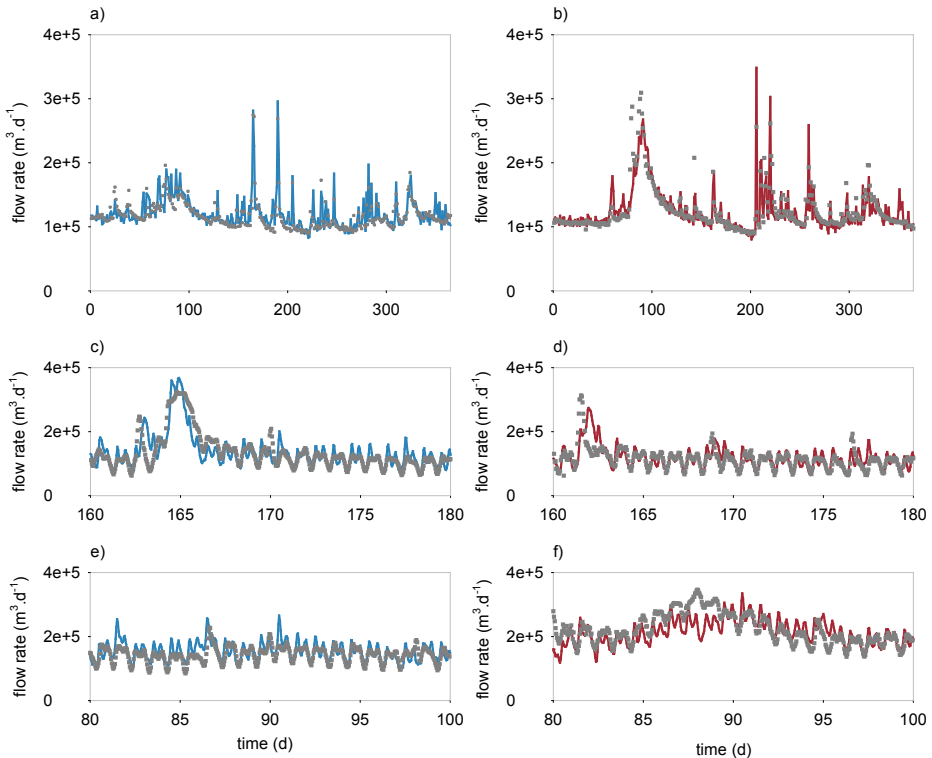 a)
b)
4e+5
3e+5
2e+5
1e+5
0
flow rate (m³.d⁻¹)
0 100 200 300
4e+5
3e+5
2e+5
1e+5
0
flow rate (m³.d⁻¹)
0 100 200 300
c)
d)
4e+5
2e+5
0
flow rate (m³.d⁻¹)
160 165 170 175 180
4e+5
2e+5
0
flow rate (m³.d⁻¹)
160 165 170 175 180
e)
f)
4e+5
2e+5
0
flow rate (m³.d⁻¹)
80 85 90 95 100
time (d)
4e+5
2e+5
0
flow rate (m³.d⁻¹)
80 85 90 95 100
time (d)